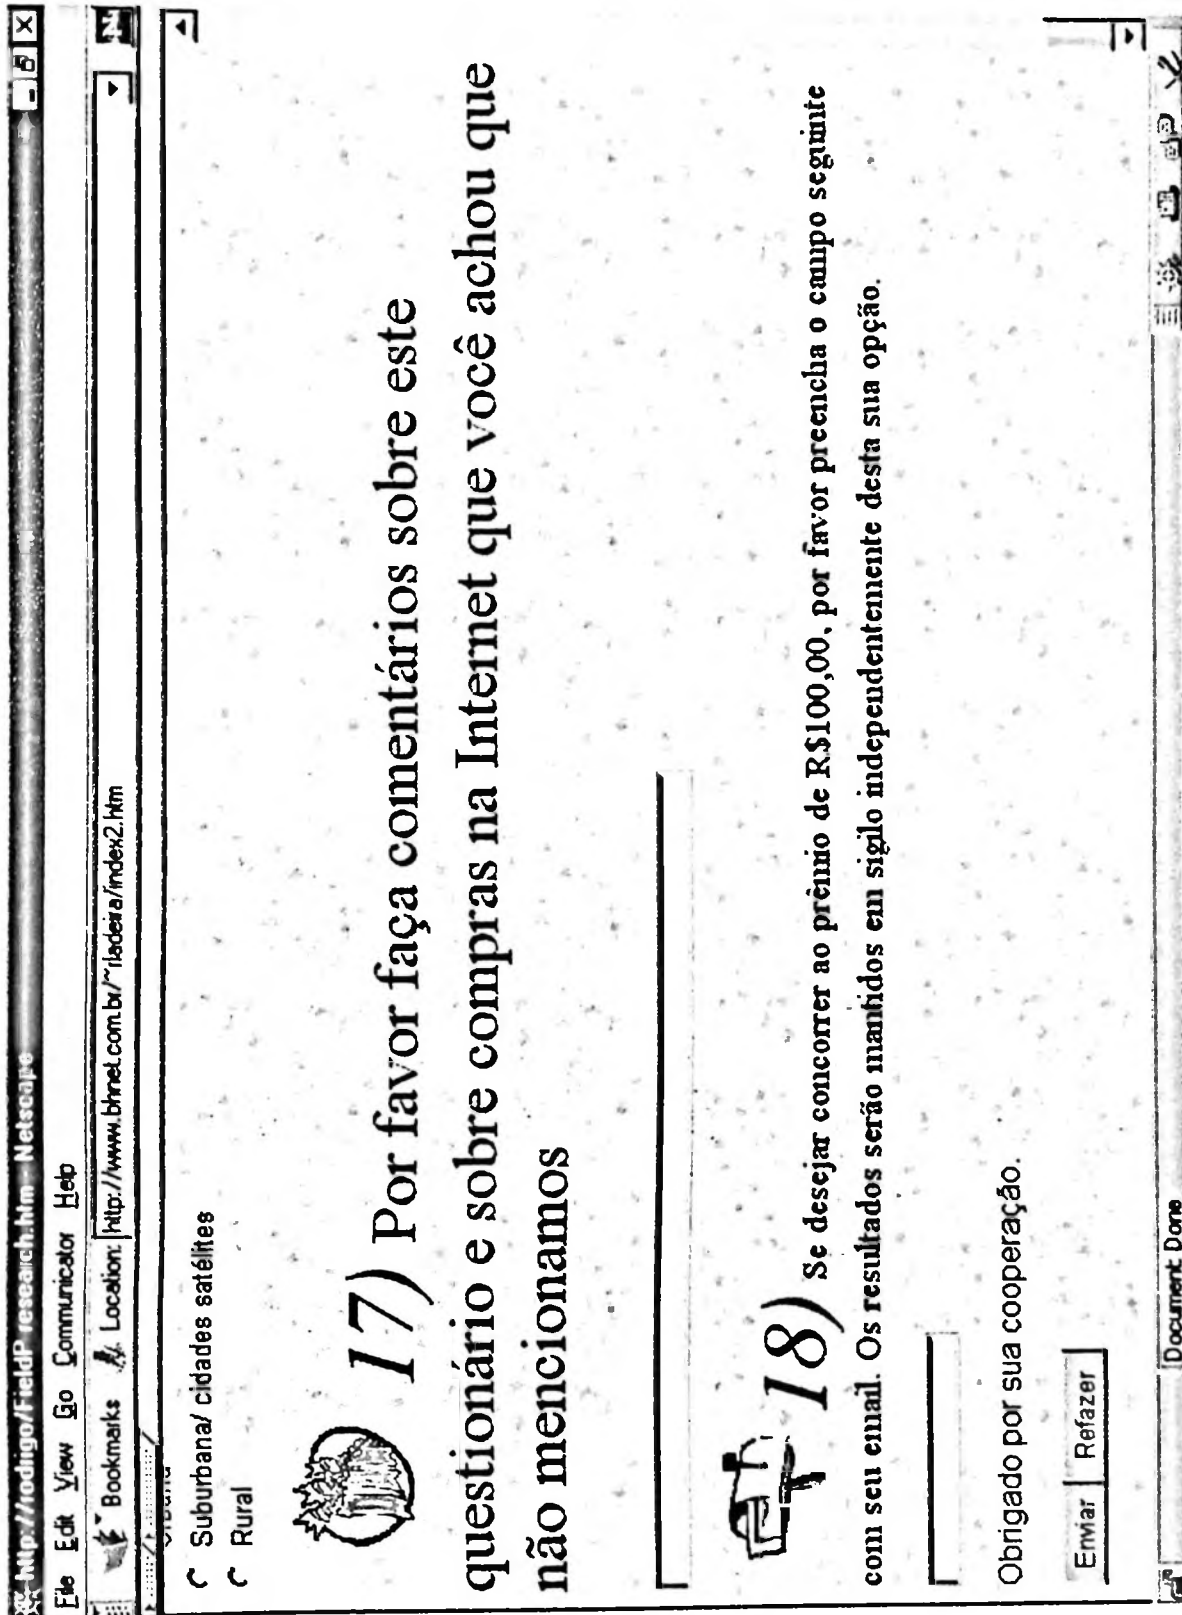 http://odigo/FieldP research.htm - Netscape
File Edit View Go Communicator Help
Bookmarks Location: http://www.bhnet.com.br/~rladeira/index2.htm
Urbana
Suburbana/ cidades satélites
Rural
17) Por favor faça comentários sobre este
questionário e sobre compras na Internet que você achou que
não mencionamos
18) Se desejar concorrer ao prêmio de R$100,00, por favor preencha o campo seguinte
com seu email. Os resultados serão mantidos em sigilo independentemente desta sua opção.
Obrigado por sua cooperação.
Enviar Refazer
Document: Done